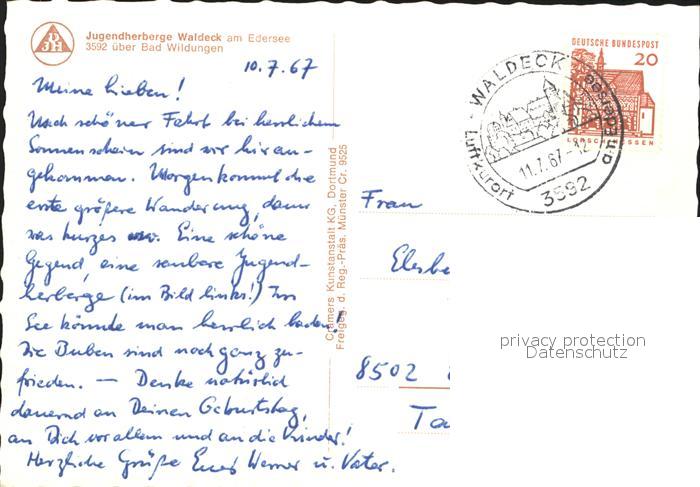 Jugendherberge Waldeck am Edersee
3592 über Bad Wildungen
10.7.67
Meine Lieben!
Nach schöner Fahrt bei herrlichem
Sonnenschein sind wir hier an-
gekommen. Morgen kommt die
erste größere Wanderung, dann
was kurzes usw. Eine schöne
Gegend, eine saubere Jugend-
herberge (im Bild links!) Im
See könnte man herrlich baden!
Die Buben sind noch ganz zu-
frieden. — Denke natürlich
dauernd an Deinen Geburtstag,
an Dich vor allem und an die Kinder!
Herzliche Grüße Euer Werner u. Vater.
Cramers Kunstanstalt KG., Dortmund
Freigeg. d. Reg.-Präs. Münster Cr. 9525
DEUTSCHE BUNDESPOST
20
LORSCH/HESSEN
WALDECK
Luftkurort
11.7.67-12
3592
Frau
Elsbe
8502
Ta
privacy protection
Datenschutz